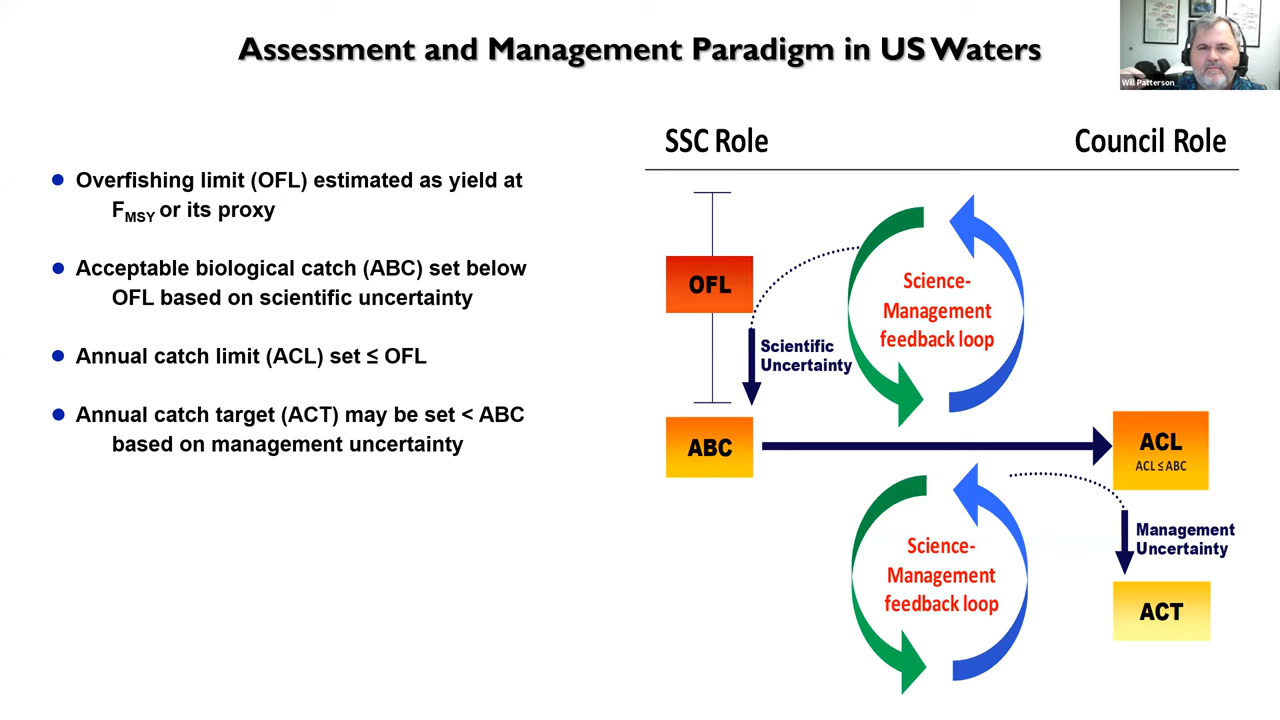 Assessment and Management Paradigm in US Waters
Will Patterson
SSC Role
Council Role
● Overfishing limit (OFL) estimated as yield at
FMSY or its proxy
● Acceptable biological catch (ABC) set below
OFL based on scientific uncertainty
● Annual catch limit (ACL) set ≤ OFL
● Annual catch target (ACT) may be set < ABC
based on management uncertainty
OFL
Science-
Management
feedback loop
Scientific
Uncertainty
ABC
ACL
ACL ≤ ABC
Science-
Management
feedback loop
Management
Uncertainty
ACT